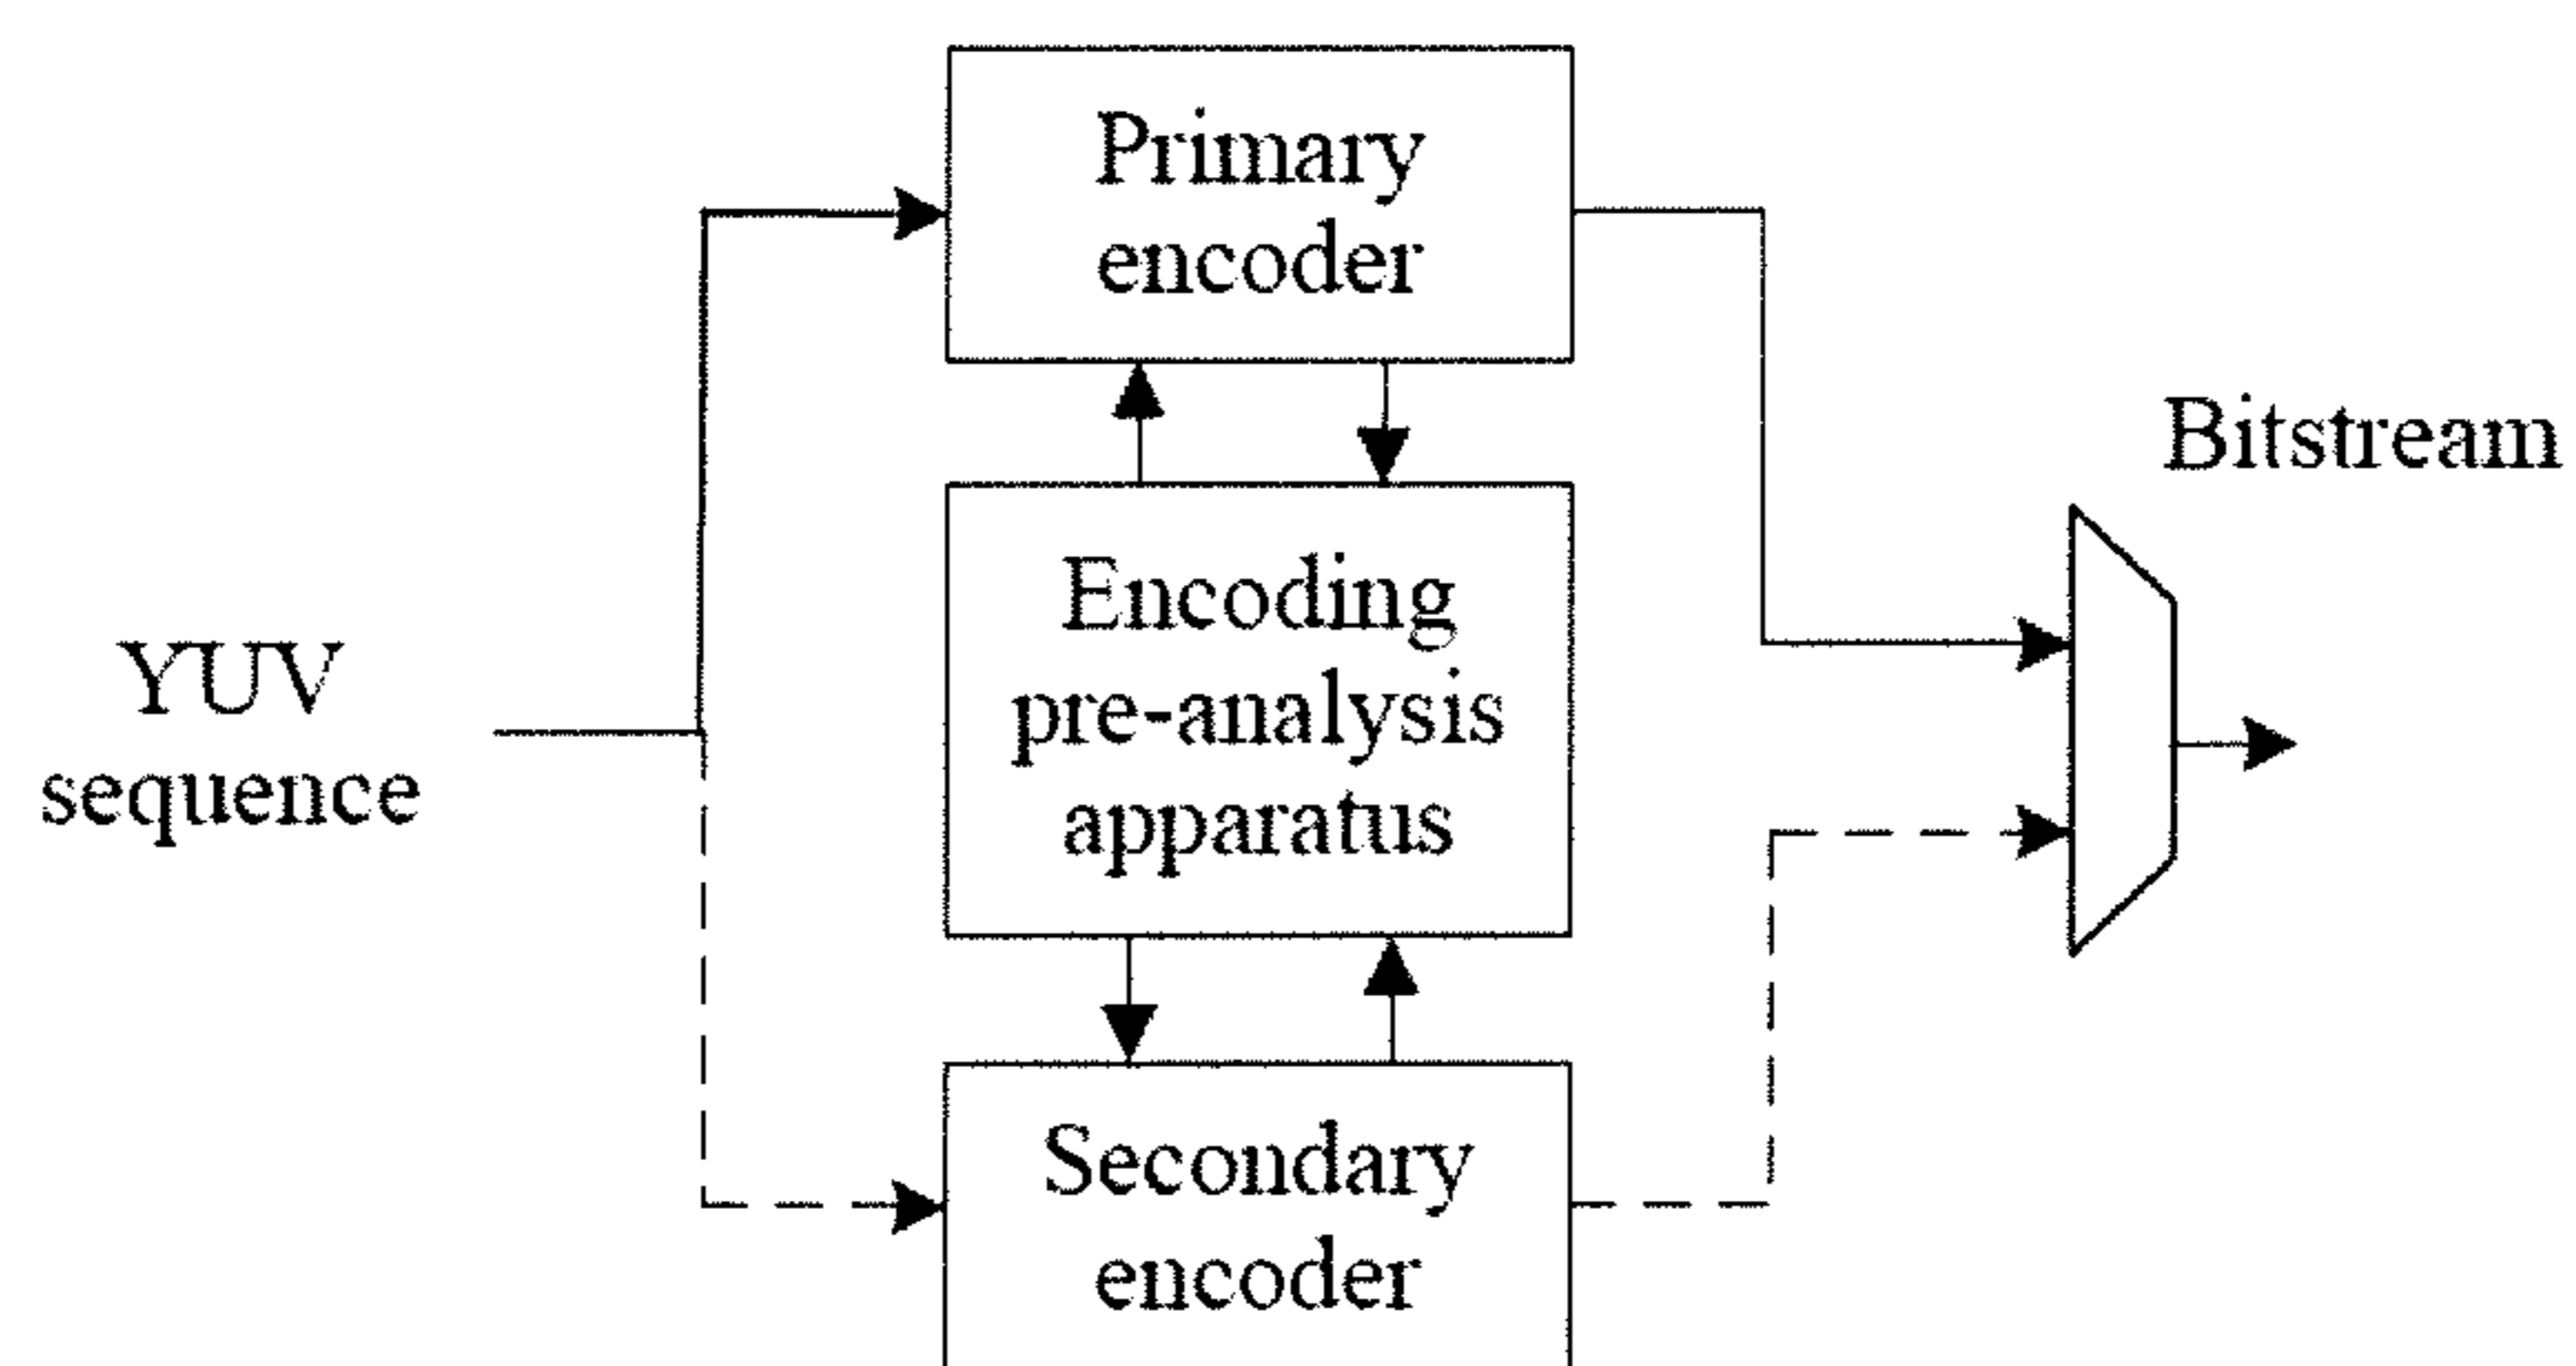 Primary
encoder
Bitstream
Encoding
pre-analysis
apparatus
YUV
sequence
Secondary
encoder